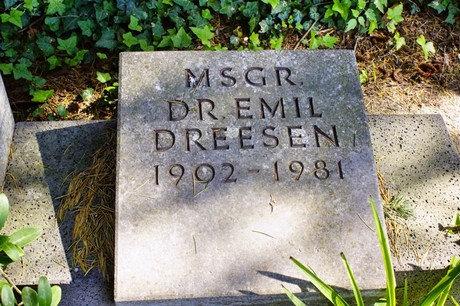 MSGR.
DR. EMIL
DREESEN
1902-1981